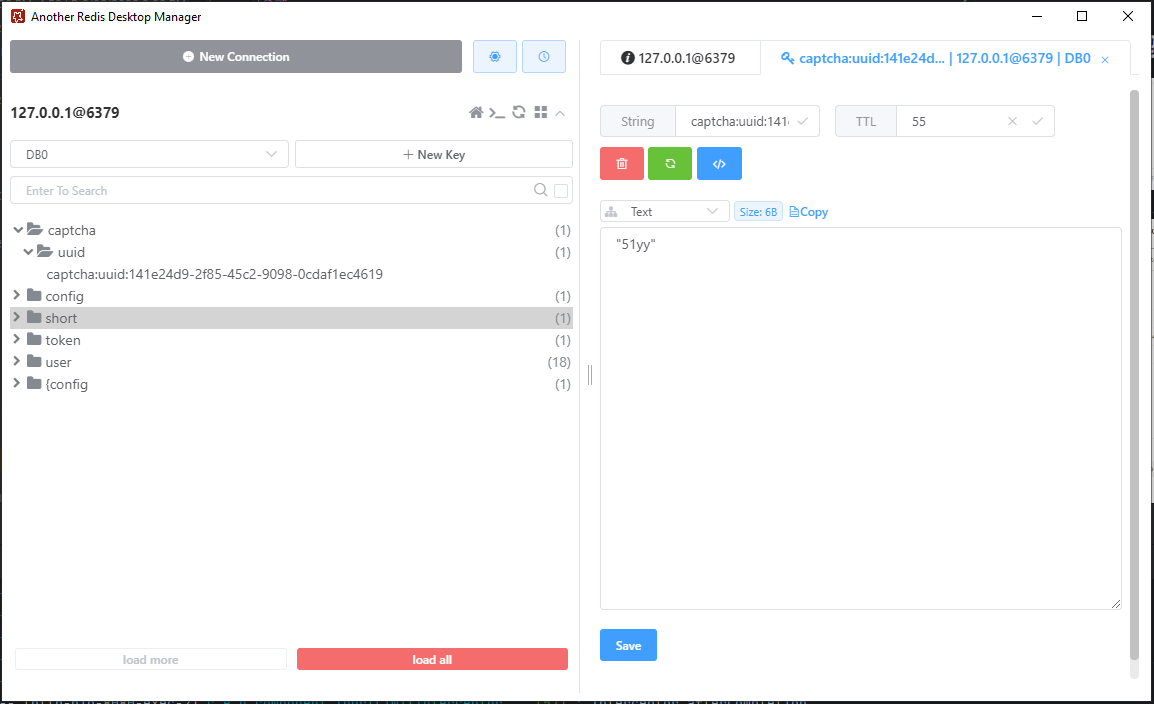 Another Redis Desktop Manager
New Connection
127.0.0.1@6379
DB0
New Key
Enter To Search
captcha (1)
uuid (1)
captcha:uuid:141e24d9-2f85-45c2-9098-0cdaf1ec4619
config (1)
short (1)
token (1)
user (18)
{config (1)
load more
load all
127.0.0.1@6379
captcha:uuid:141e24d... | 127.0.0.1@6379 | DB0
String captcha:uuid:141
TTL 55
Text Size: 6B Copy
"51yy"
Save